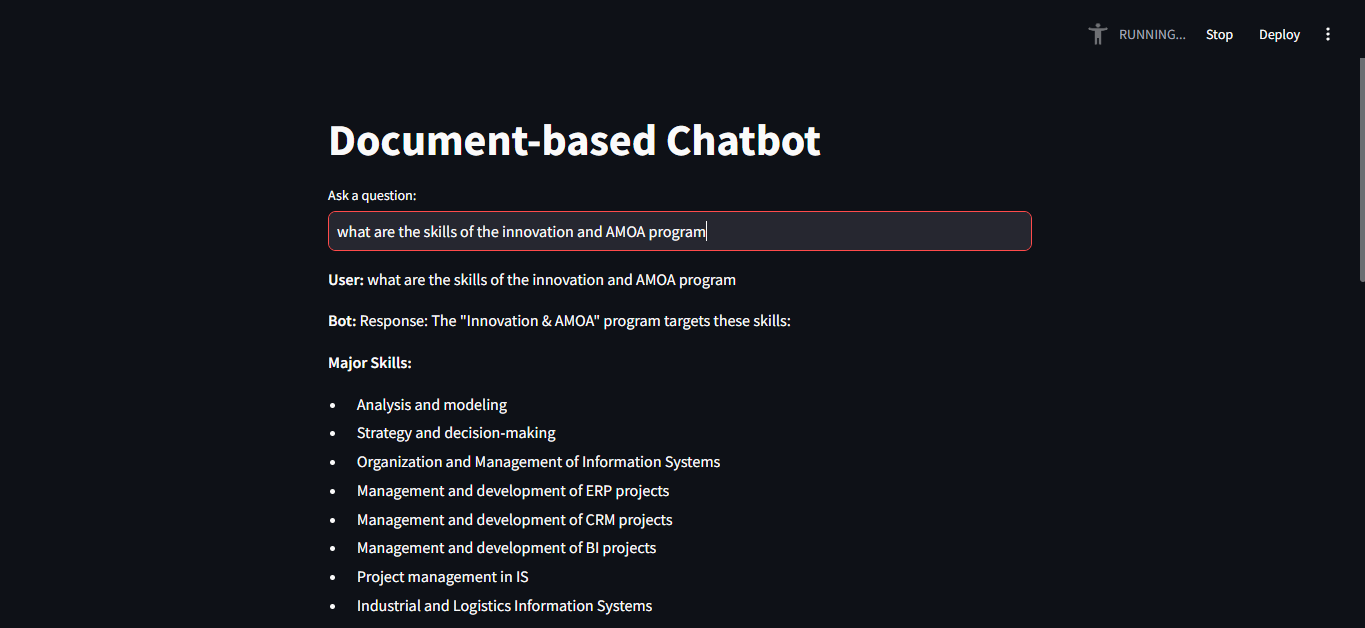 RUNNING...
Stop
Deploy
Document-based Chatbot
Ask a question:
what are the skills of the innovation and AMOA program
User: what are the skills of the innovation and AMOA program
Bot: Response: The "Innovation & AMOA" program targets these skills:
Major Skills:
• Analysis and modeling
• Strategy and decision-making
• Organization and Management of Information Systems
• Management and development of ERP projects
• Management and development of CRM projects
• Management and development of BI projects
• Project management in IS
• Industrial and Logistics Information Systems